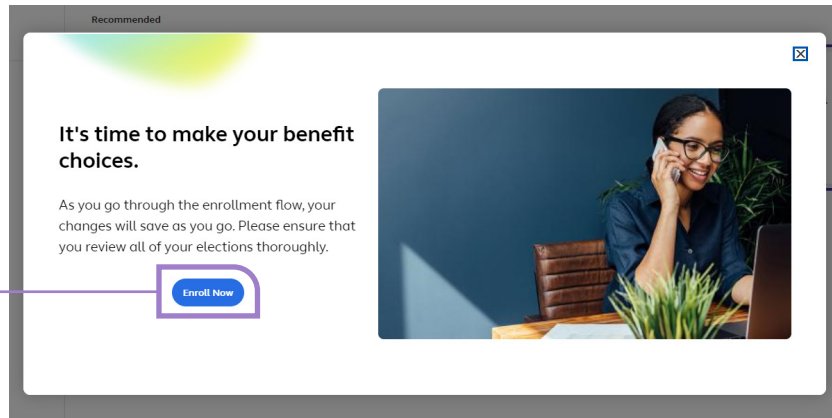 Recommended
It's time to make your benefit
choices.
As you go through the enrollment flow, your
changes will save as you go. Please ensure that
you review all of your elections thoroughly.
Enroll Now